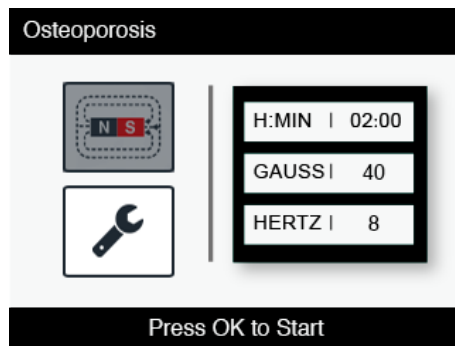 Osteoporosis
N S
H:MIN | 02:00
GAUSS | 40
HERTZ | 8
Press OK to Start